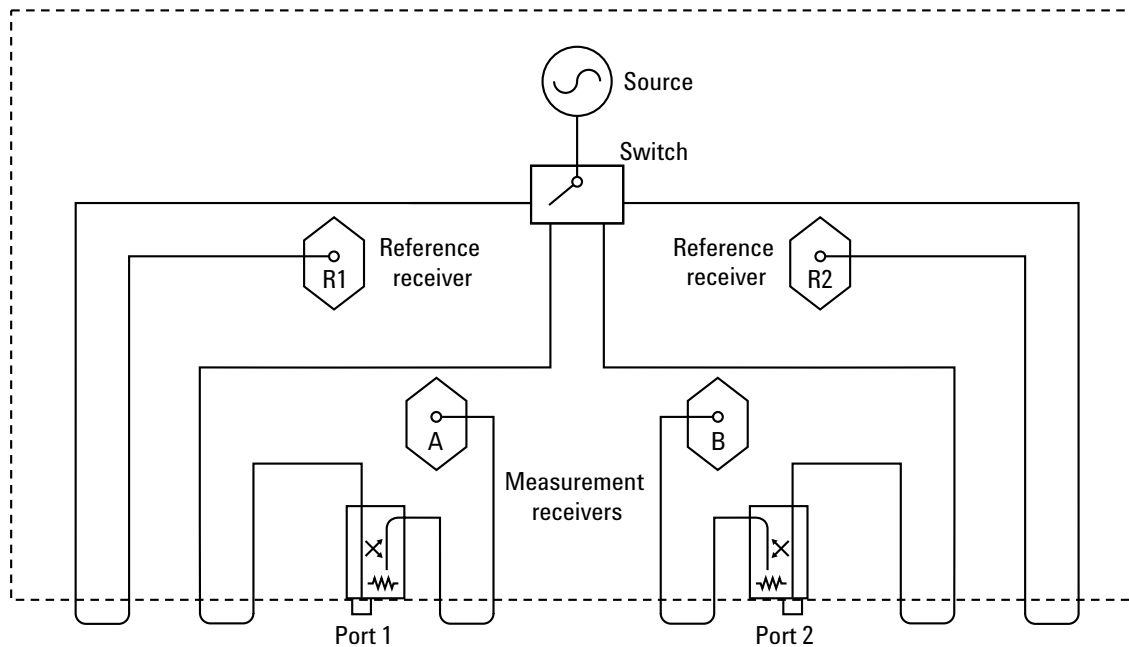 Source
Switch
Reference
receiver
R1
Reference
receiver
R2
A
B
Measurement
receivers
Port 1
Port 2